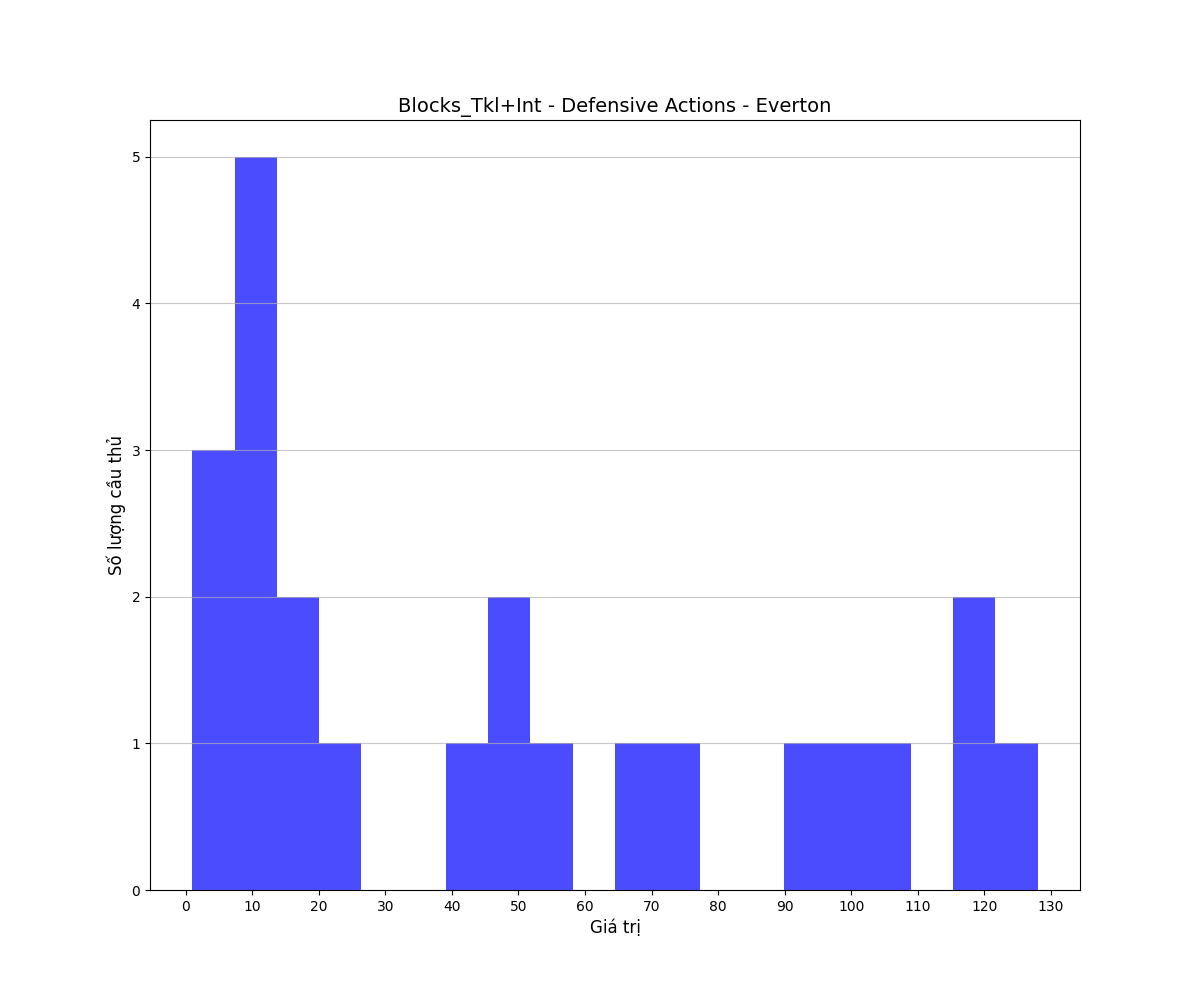 Blocks_Tkl+Int - Defensive Actions - Everton
Số lượng cầu thủ
5
4
3
2
1
0
0 10 20 30 40 50 60 70 80 90 100 110 120 130
Giá trị